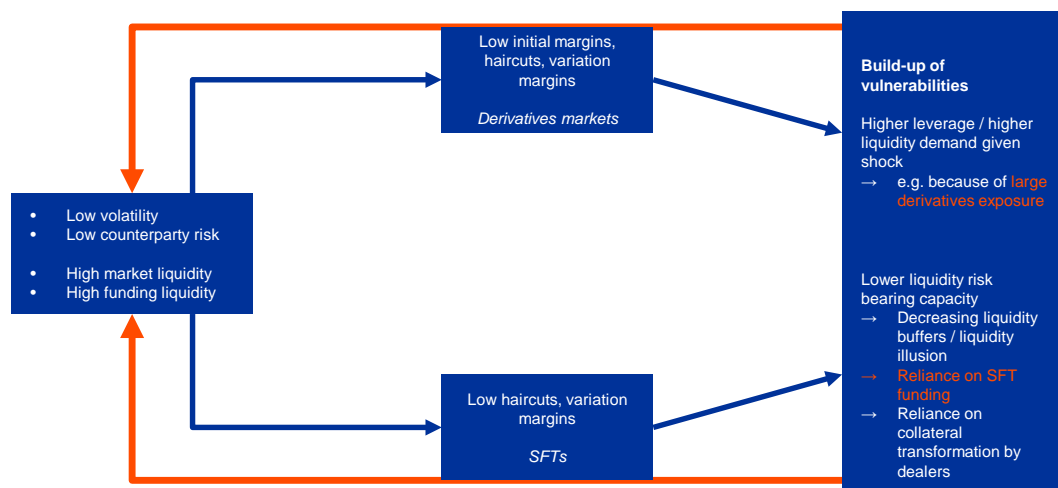 Low initial margins,
haircuts, variation
margins
Derivatives markets
• Low volatility
• Low counterparty risk
• High market liquidity
• High funding liquidity
Low haircuts, variation
margins
SFTs
Build-up of
vulnerabilities
Higher leverage / higher
liquidity demand given
shock
→ e.g. because of large
derivatives exposure
Lower liquidity risk
bearing capacity
→ Decreasing liquidity
buffers / liquidity
illusion
→ Reliance on SFT
funding
→ Reliance on
collateral
transformation by
dealers